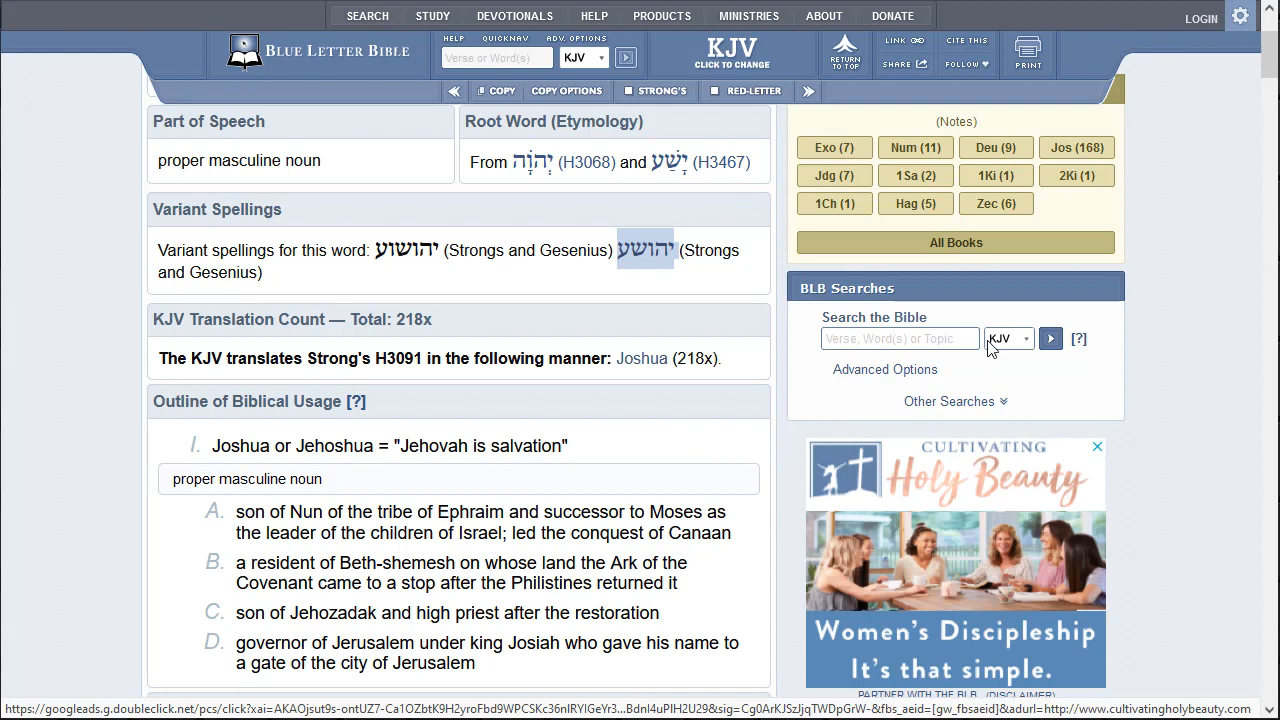 SEARCH STUDY DEVOTIONALS HELP PRODUCTS MINISTRIES ABOUT DONATE LOGIN
BLUE LETTER BIBLE
HELP QUICKNAV ADV. OPTIONS
Verse or Word(s) KJV
KJV
CLICK TO CHANGE
RETURN
TO TOP
LINK
SHARE
CITE THIS
FOLLOW
PRINT
COPY COPY OPTIONS STRONG'S RED-LETTER
Part of Speech
proper masculine noun
Root Word (Etymology)
From יְהֹוָה (H3068) and יָשַׁע (H3467)
Variant Spellings
Variant spellings for this word: יהושוע (Strongs and Gesenius) יהושע (Strongs
and Gesenius)
KJV Translation Count — Total: 218x
The KJV translates Strong's H3091 in the following manner: Joshua (218x).
Outline of Biblical Usage [?]
I. Joshua or Jehoshua = "Jehovah is salvation"
proper masculine noun
A. son of Nun of the tribe of Ephraim and successor to Moses as
the leader of the children of Israel; led the conquest of Canaan
B. a resident of Beth-shemesh on whose land the Ark of the
Covenant came to a stop after the Philistines returned it
C. son of Jehozadak and high priest after the restoration
D. governor of Jerusalem under king Josiah who gave his name to
a gate of the city of Jerusalem
(Notes)
Exo (7) Num (11) Deu (9) Jos (168)
Jdg (7) 1Sa (2) 1Ki (1) 2Ki (1)
1Ch (1) Hag (5) Zec (6)
All Books
BLB Searches
Search the Bible
Verse, Word(s) or Topic KJV [?]
Advanced Options
Other Searches
CULTIVATING
Holy Beauty
Women's Discipleship
It's that simple.
PARTNER WITH THE BLB (DISCLAIMER)